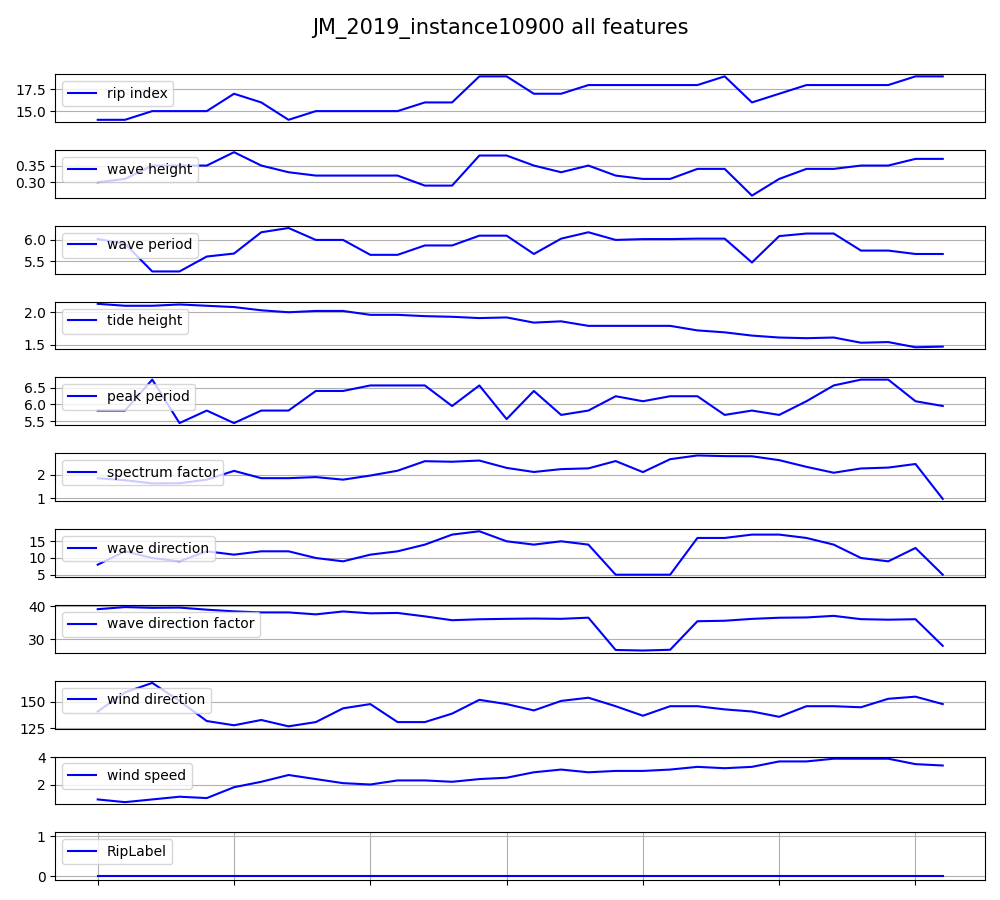 JM_2019_instance10900 all features
17.5
15.0
rip index
0.35
0.30
wave height
6.0
5.5
wave period
2.0
1.5
tide height
6.5
6.0
5.5
peak period
2
1
spectrum factor
15
10
5
wave direction
40
30
wave direction factor
150
125
wind direction
4
2
wind speed
1
0
RipLabel